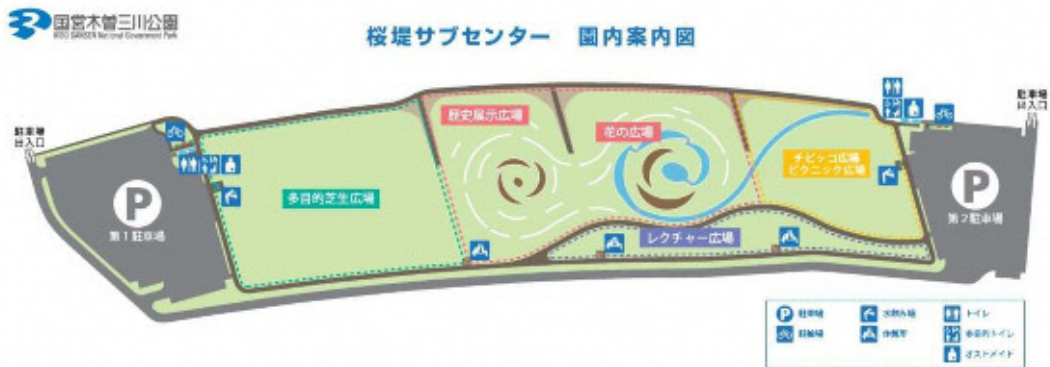 国営木曽三川公園
KISO SANSEN National Government Park
桜堤サブセンター 園内案内図
駐車場
出入口
駐車場
出入口
歴史展示広場
花の広場
チビッコ広場
ピクニック広場
多目的芝生広場
レクチャー広場
P
第1駐車場
P
第2駐車場
P 駐車場
水飲み場
トイレ
駐輪場
休憩所
多目的トイレ
オストメイト